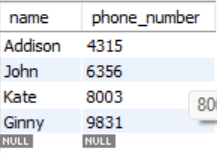 name phone_number
Addison 4315
John 6356
Kate 8003
Ginny 9831
NULL NULL